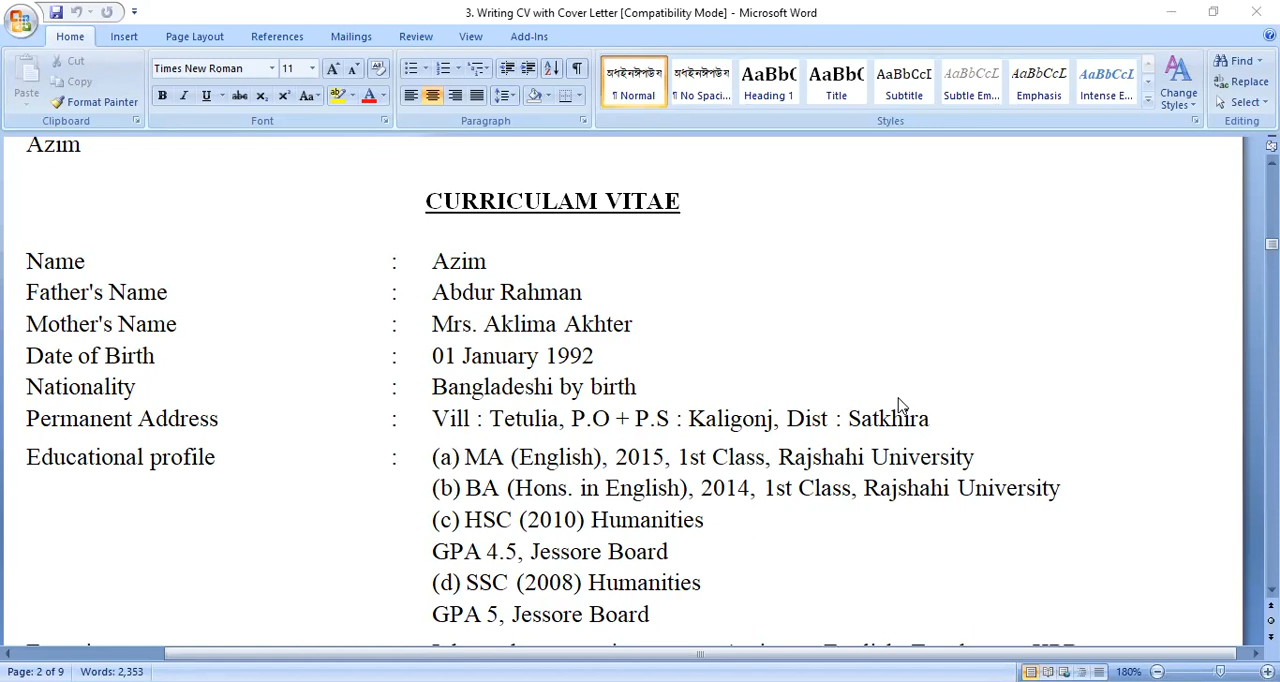 3. Writing CV with Cover Letter [Compatibility Mode] - Microsoft Word
Home Insert Page Layout References Mailings Review View Add-Ins
Paste
Cut
Copy
Format Painter
Clipboard
Times New Roman 11
Font
Paragraph
AaBbC AaBbCc AaBbCcI AaBbCcL AaBbCcL AaBbCcL
¶ Normal ¶ No Spaci... Heading 1 Title Subtitle Subtle Em... Emphasis Intense E...
Change Styles
Styles
Find
Replace
Select
Editing
Azim
CURRICULAM VITAE
Name : Azim
Father's Name : Abdur Rahman
Mother's Name : Mrs. Aklima Akhter
Date of Birth : 01 January 1992
Nationality : Bangladeshi by birth
Permanent Address : Vill : Tetulia, P.O + P.S : Kaligonj, Dist : Satkhira
Educational profile : (a) MA (English), 2015, 1st Class, Rajshahi University
(b) BA (Hons. in English), 2014, 1st Class, Rajshahi University
(c) HSC (2010) Humanities
GPA 4.5, Jessore Board
(d) SSC (2008) Humanities
GPA 5, Jessore Board
Page: 2 of 9 Words: 2,353 180%